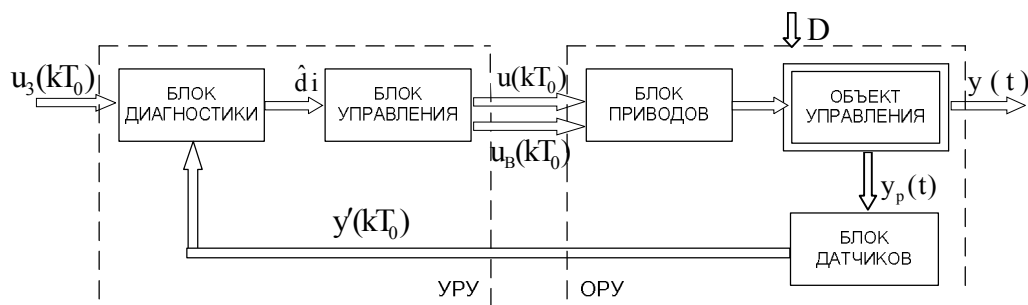 D
u₃(kT₀)
БЛОК
ДИАГНОСТИКИ
d̂i
БЛОК
УПРАВЛЕНИЯ
u(kT₀)
u_B(kT₀)
БЛОК
ПРИВОДОВ
ОБЪЕКТ
УПРАВЛЕНИЯ
y(t)
y_p(t)
y'(kT₀)
БЛОК
ДАТЧИКОВ
УРУ
ОРУ